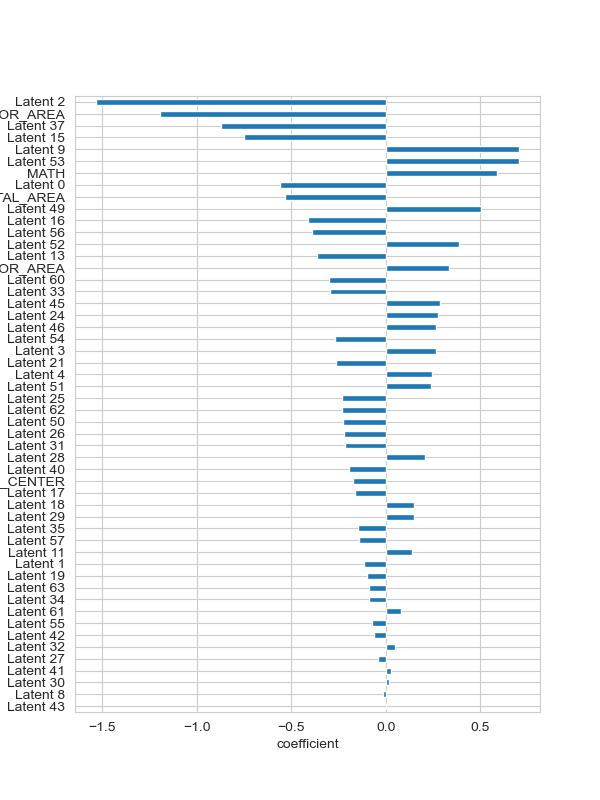 Latent 2
OR_AREA
Latent 37
Latent 15
Latent 9
Latent 53
MATH
Latent 0
TAL_AREA
Latent 49
Latent 16
Latent 56
Latent 52
Latent 13
OR_AREA
Latent 60
Latent 33
Latent 45
Latent 24
Latent 46
Latent 54
Latent 3
Latent 21
Latent 4
Latent 51
Latent 25
Latent 62
Latent 50
Latent 26
Latent 31
Latent 28
Latent 40
_CENTER
Latent 17
Latent 18
Latent 29
Latent 35
Latent 57
Latent 11
Latent 1
Latent 19
Latent 63
Latent 34
Latent 61
Latent 55
Latent 42
Latent 32
Latent 27
Latent 41
Latent 30
Latent 8
Latent 43
−1.5 −1.0 −0.5 0.0 0.5
coefficient